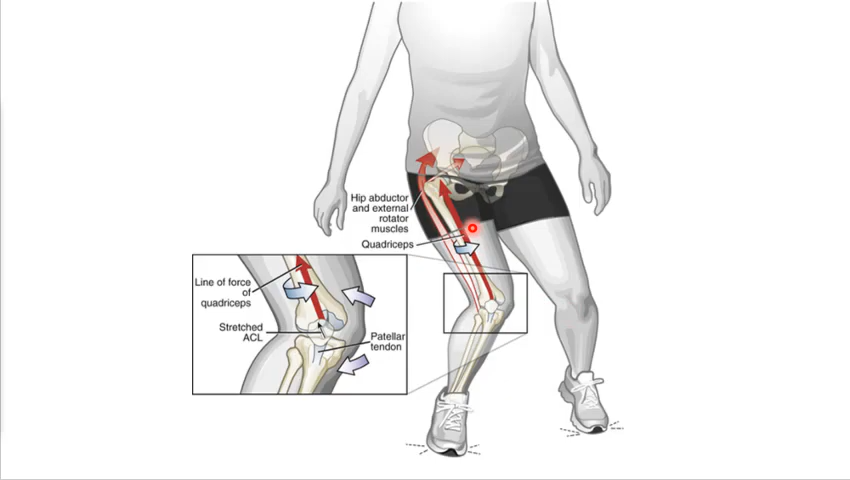 Hip abductor
and external
rotator
muscles
Quadriceps
Line of force
of
quadriceps
Stretched
ACL
Patellar
tendon